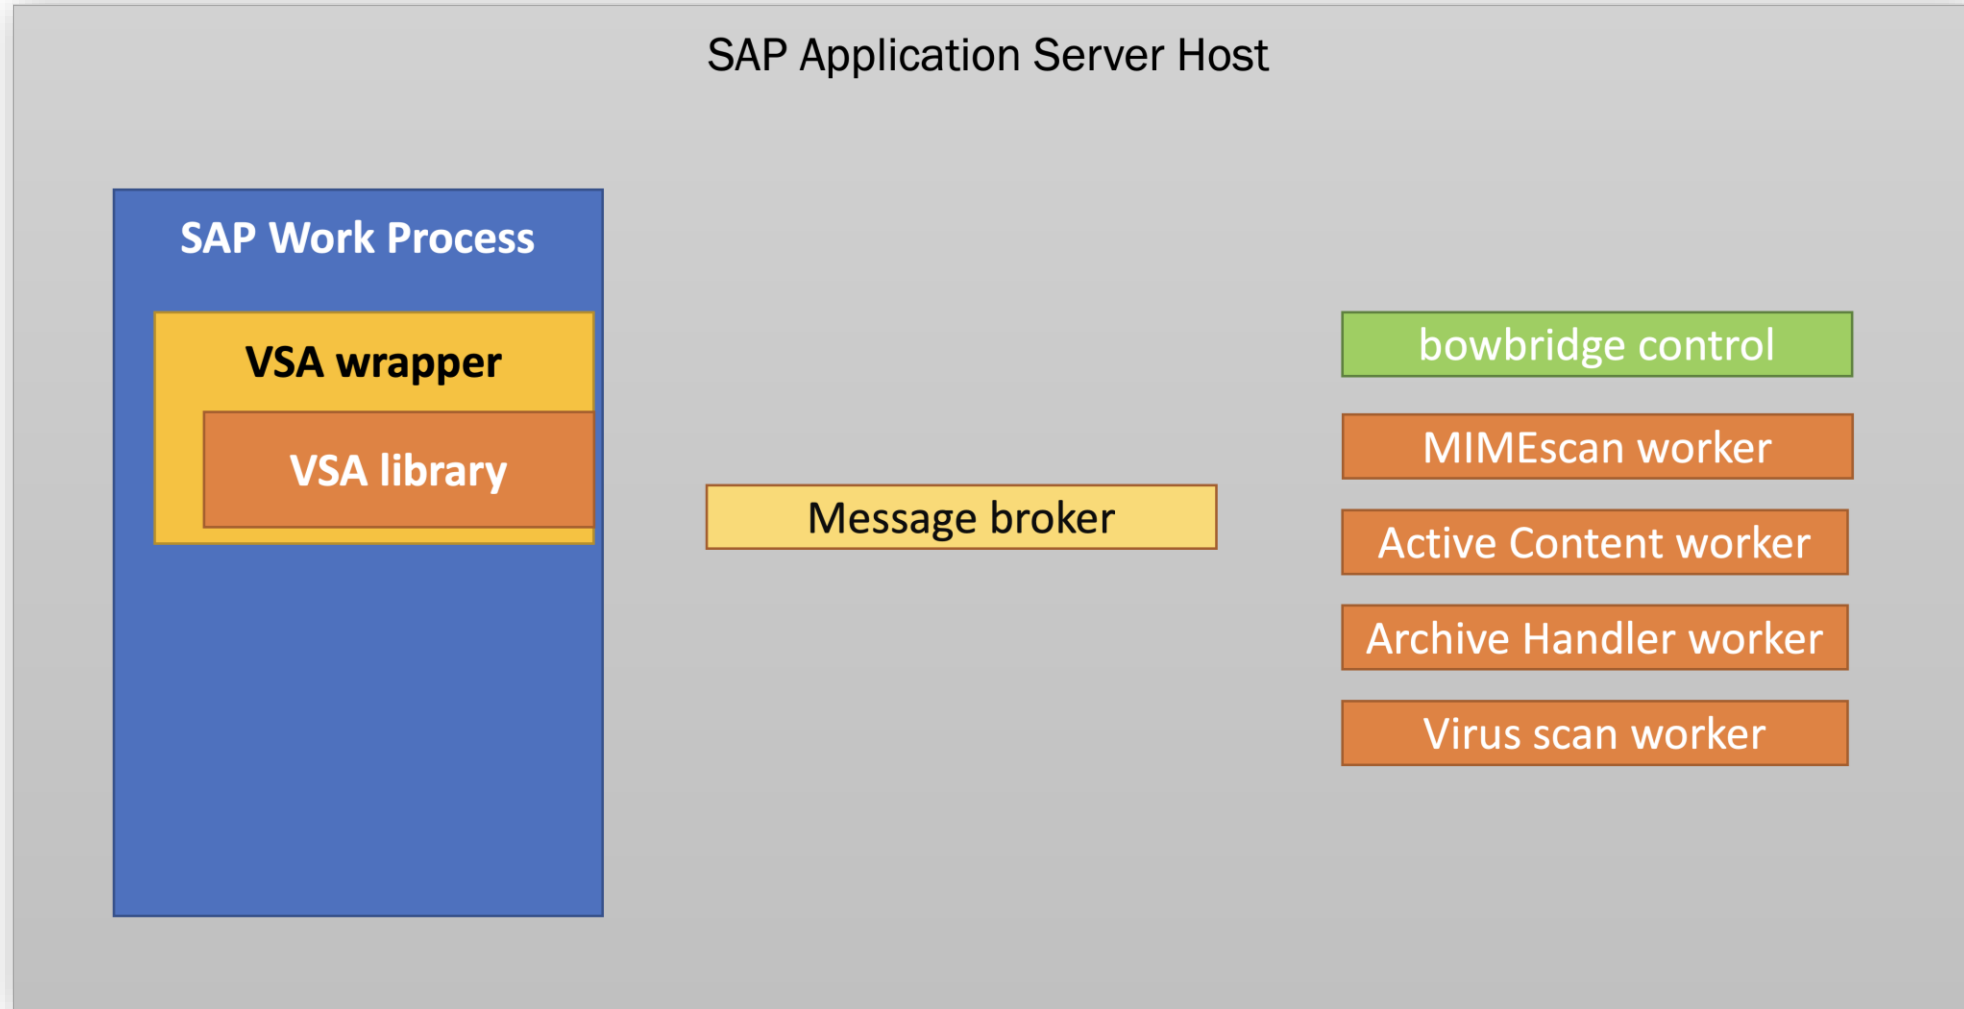 SAP Application Server Host
SAP Work Process
VSA wrapper
VSA library
Message broker
bowbridge control
MIMEscan worker
Active Content worker
Archive Handler worker
Virus scan worker